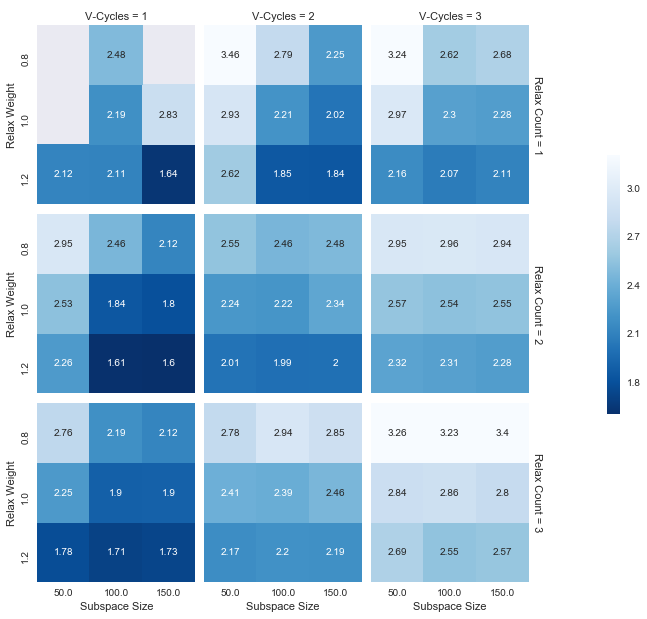 V-Cycles = 1 V-Cycles = 2 V-Cycles = 3
0.8 2.48 3.46 2.79 2.25 3.24 2.62 2.68
Relax Weight 1.0 2.19 2.83 2.93 2.21 2.02 2.97 2.3 2.28 Relax Count = 1
1.2 2.12 2.11 1.64 2.62 1.85 1.84 2.16 2.07 2.11
0.8 2.95 2.46 2.12 2.55 2.46 2.48 2.95 2.96 2.94
Relax Weight 1.0 2.53 1.84 1.8 2.24 2.22 2.34 2.57 2.54 2.55 Relax Count = 2
1.2 2.26 1.61 1.6 2.01 1.99 2 2.32 2.31 2.28
0.8 2.76 2.19 2.12 2.78 2.94 2.85 3.26 3.23 3.4
Relax Weight 1.0 2.25 1.9 1.9 2.41 2.39 2.46 2.84 2.86 2.8 Relax Count = 3
1.2 1.78 1.71 1.73 2.17 2.2 2.19 2.69 2.55 2.57
50.0 100.0 150.0 50.0 100.0 150.0 50.0 100.0 150.0
Subspace Size Subspace Size Subspace Size
3.0
2.7
2.4
2.1
1.8